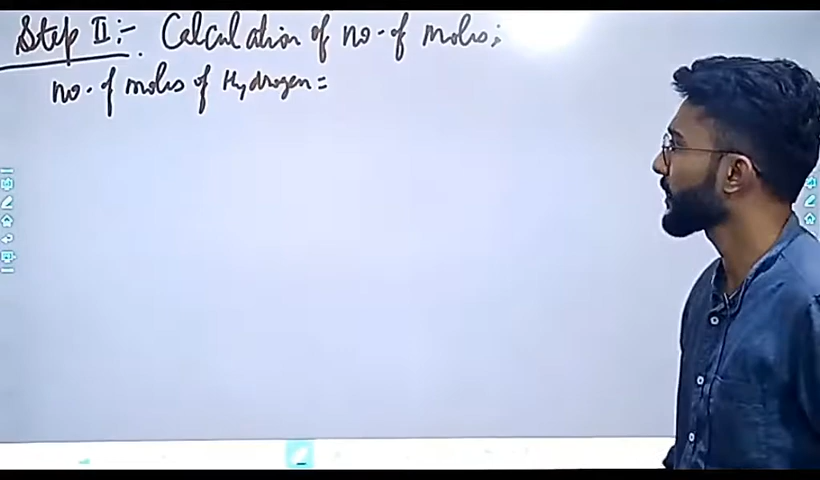 Step II:- Calculation of no. of moles:
no. of moles of Hydrogen =